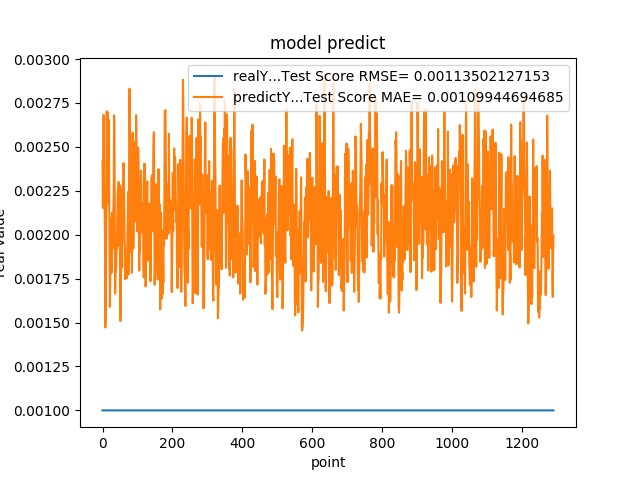 model predict
realY...Test Score RMSE= 0.00113502127153
predictY...Test Score MAE= 0.00109944694685
0.00300
0.00275
0.00250
0.00225
0.00200
0.00175
0.00150
0.00125
0.00100
real value
0 200 400 600 800 1000 1200
point